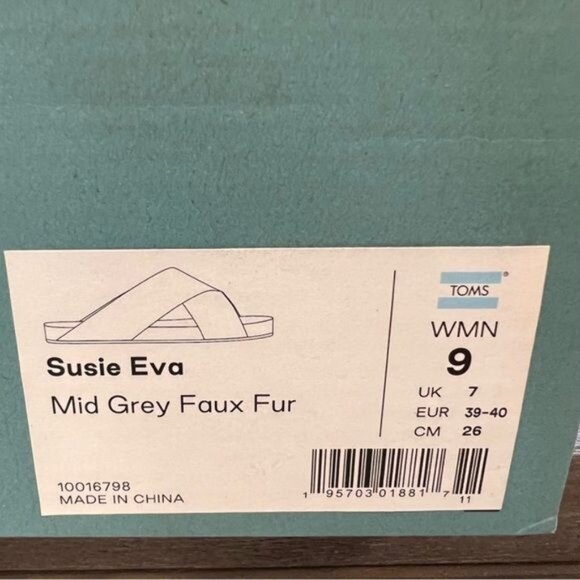 Susie Eva
Mid Grey Faux Fur
10016798
MADE IN CHINA
TOMS®
WMN
9
UK 7
EUR 39-40
CM 26
1 95703 01881 7 11